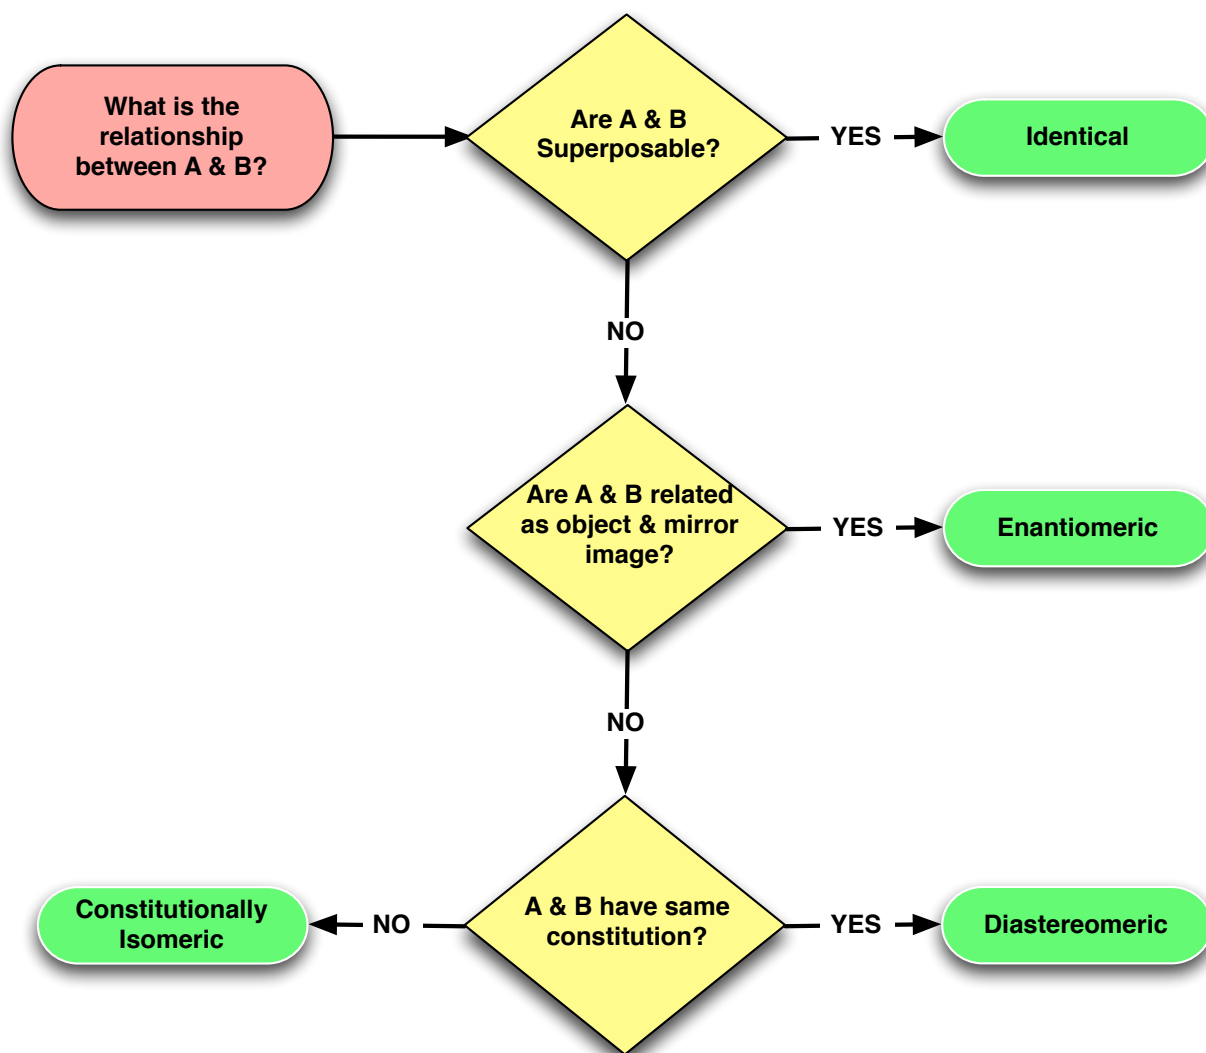 What is the
relationship
between A & B?
Are A & B
Superposable?
YES
Identical
NO
Are A & B related
as object & mirror
image?
YES
Enantiomeric
NO
Constitutionally
Isomeric
NO
A & B have same
constitution?
YES
Diastereomeric